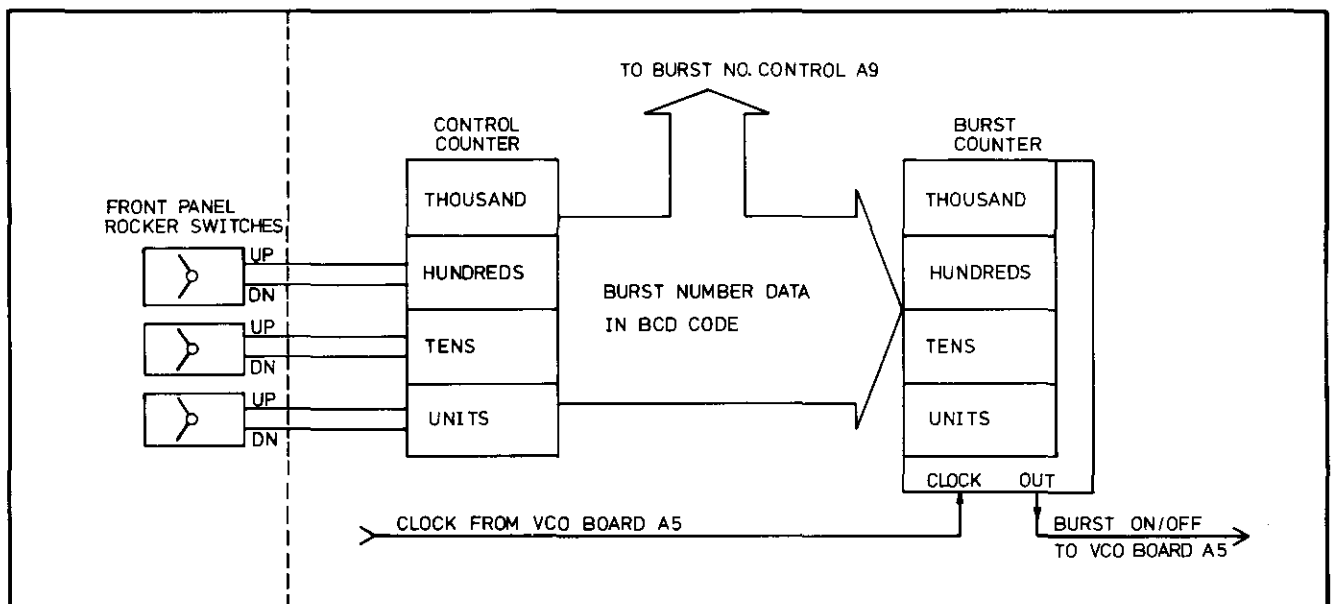 TO BURST NO. CONTROL A9
CONTROL
COUNTER
THOUSAND
HUNDREDS
TENS
UNITS
FRONT PANEL
ROCKER SWITCHES
UP
DN
UP
DN
UP
DN
BURST NUMBER DATA
IN BCD CODE
BURST
COUNTER
THOUSAND
HUNDREDS
TENS
UNITS
CLOCK OUT
CLOCK FROM VCO BOARD A5
BURST ON/OFF
TO VCO BOARD A5